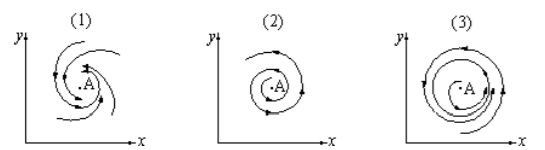 (1) (2) (3)
y y y
A A A
x x x